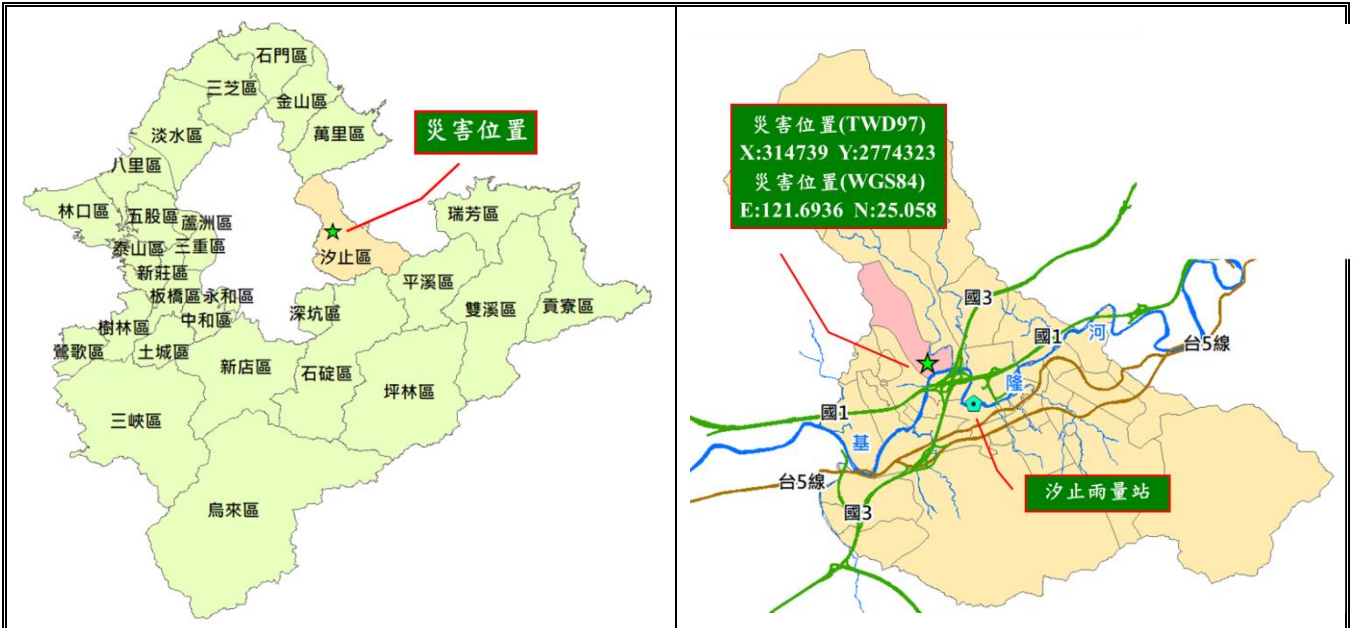 石門區
三芝區
金山區
萬里區
淡水區
八里區
林口區
五股區
蘆洲區
泰山區
三重區
新莊區
板橋區
永和區
中和區
樹林區
土城區
鶯歌區
三峽區
新店區
烏來區
深坑區
石碇區
坪林區
平溪區
雙溪區
貢寮區
瑞芳區
汐止區
災害位置
災害位置(TWD97)
X:314739 Y:2774323
災害位置(WGS84)
E:121.6936 N:25.058
國3
國1
河
台5線
隆
國1
基
台5線
國3
汐止雨量站